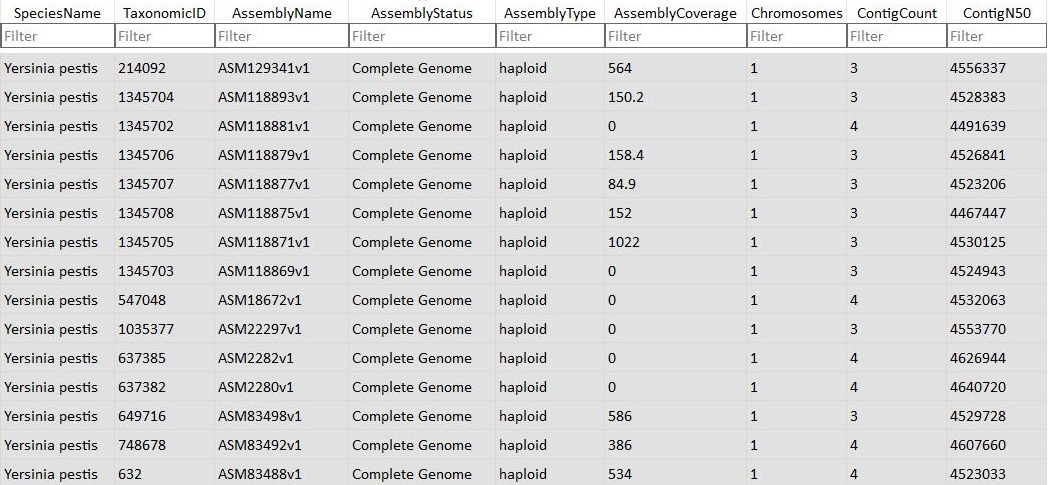 SpeciesName TaxonomicID AssemblyName AssemblyStatus AssemblyType AssemblyCoverage Chromosomes ContigCount ContigN50
Filter Filter Filter Filter Filter Filter Filter Filter Filter
Yersinia pestis 214092 ASM129341v1 Complete Genome haploid 564 1 3 4556337
Yersinia pestis 1345704 ASM118893v1 Complete Genome haploid 150.2 1 3 4528383
Yersinia pestis 1345702 ASM118881v1 Complete Genome haploid 0 1 4 4491639
Yersinia pestis 1345706 ASM118879v1 Complete Genome haploid 158.4 1 3 4526841
Yersinia pestis 1345707 ASM118877v1 Complete Genome haploid 84.9 1 3 4523206
Yersinia pestis 1345708 ASM118875v1 Complete Genome haploid 152 1 3 4467447
Yersinia pestis 1345705 ASM118871v1 Complete Genome haploid 1022 1 3 4530125
Yersinia pestis 1345703 ASM118869v1 Complete Genome haploid 0 1 3 4524943
Yersinia pestis 547048 ASM18672v1 Complete Genome haploid 0 1 4 4532063
Yersinia pestis 1035377 ASM22297v1 Complete Genome haploid 0 1 3 4553770
Yersinia pestis 637385 ASM2282v1 Complete Genome haploid 0 1 4 4626944
Yersinia pestis 637382 ASM2280v1 Complete Genome haploid 0 1 4 4640720
Yersinia pestis 649716 ASM83498v1 Complete Genome haploid 586 1 3 4529728
Yersinia pestis 748678 ASM83492v1 Complete Genome haploid 386 1 4 4607660
Yersinia pestis 632 ASM83488v1 Complete Genome haploid 534 1 4 4523033